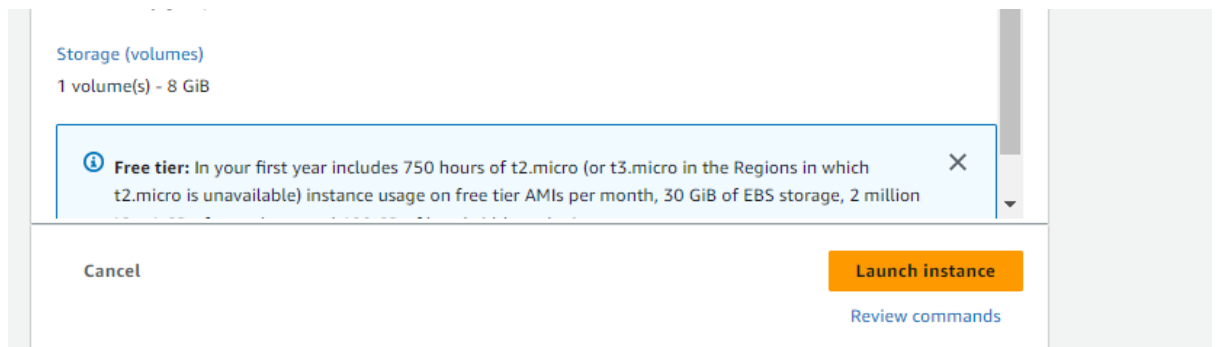 Storage (volumes)
1 volume(s) - 8 GiB
Free tier: In your first year includes 750 hours of t2.micro (or t3.micro in the Regions in which
t2.micro is unavailable) instance usage on free tier AMIs per month, 30 GiB of EBS storage, 2 million
Cancel
Launch instance
Review commands